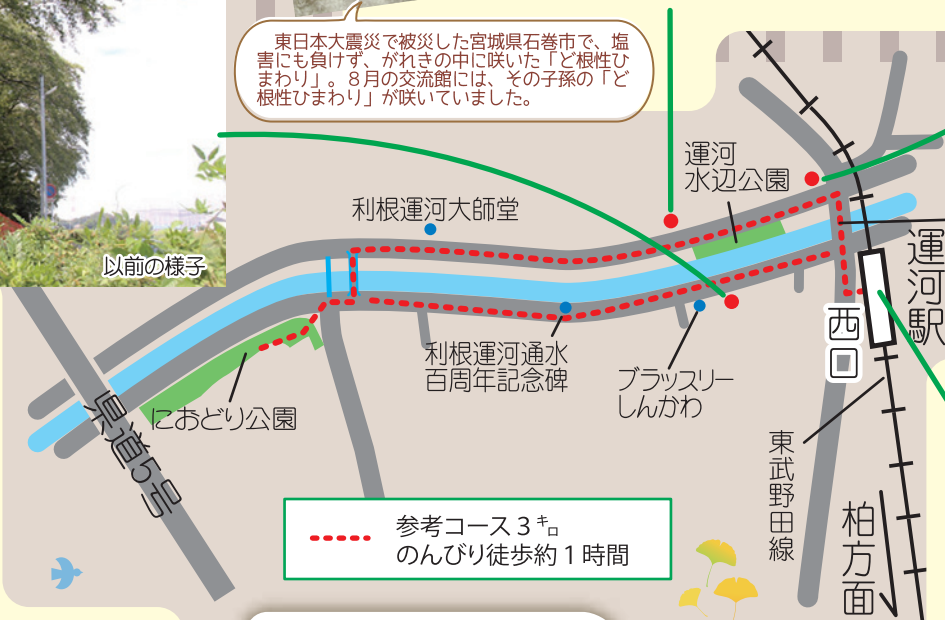 東日本大震災で被災した宮城県石巻市で、塩
害にも負けず、がれきの中に咲いた「ど根性ひ
まわり」。８月の交流館には、その子孫の「ど
根性ひまわり」が咲いていました。
以前の様子
利根運河大師堂
運河
水辺公園
運河駅
西口
利根運河通水
百周年記念碑
ブラッスリー
しんかわ
におどり公園
県道5号
東武野田線
柏方面
参考コース３キロ
のんびり徒歩約１時間